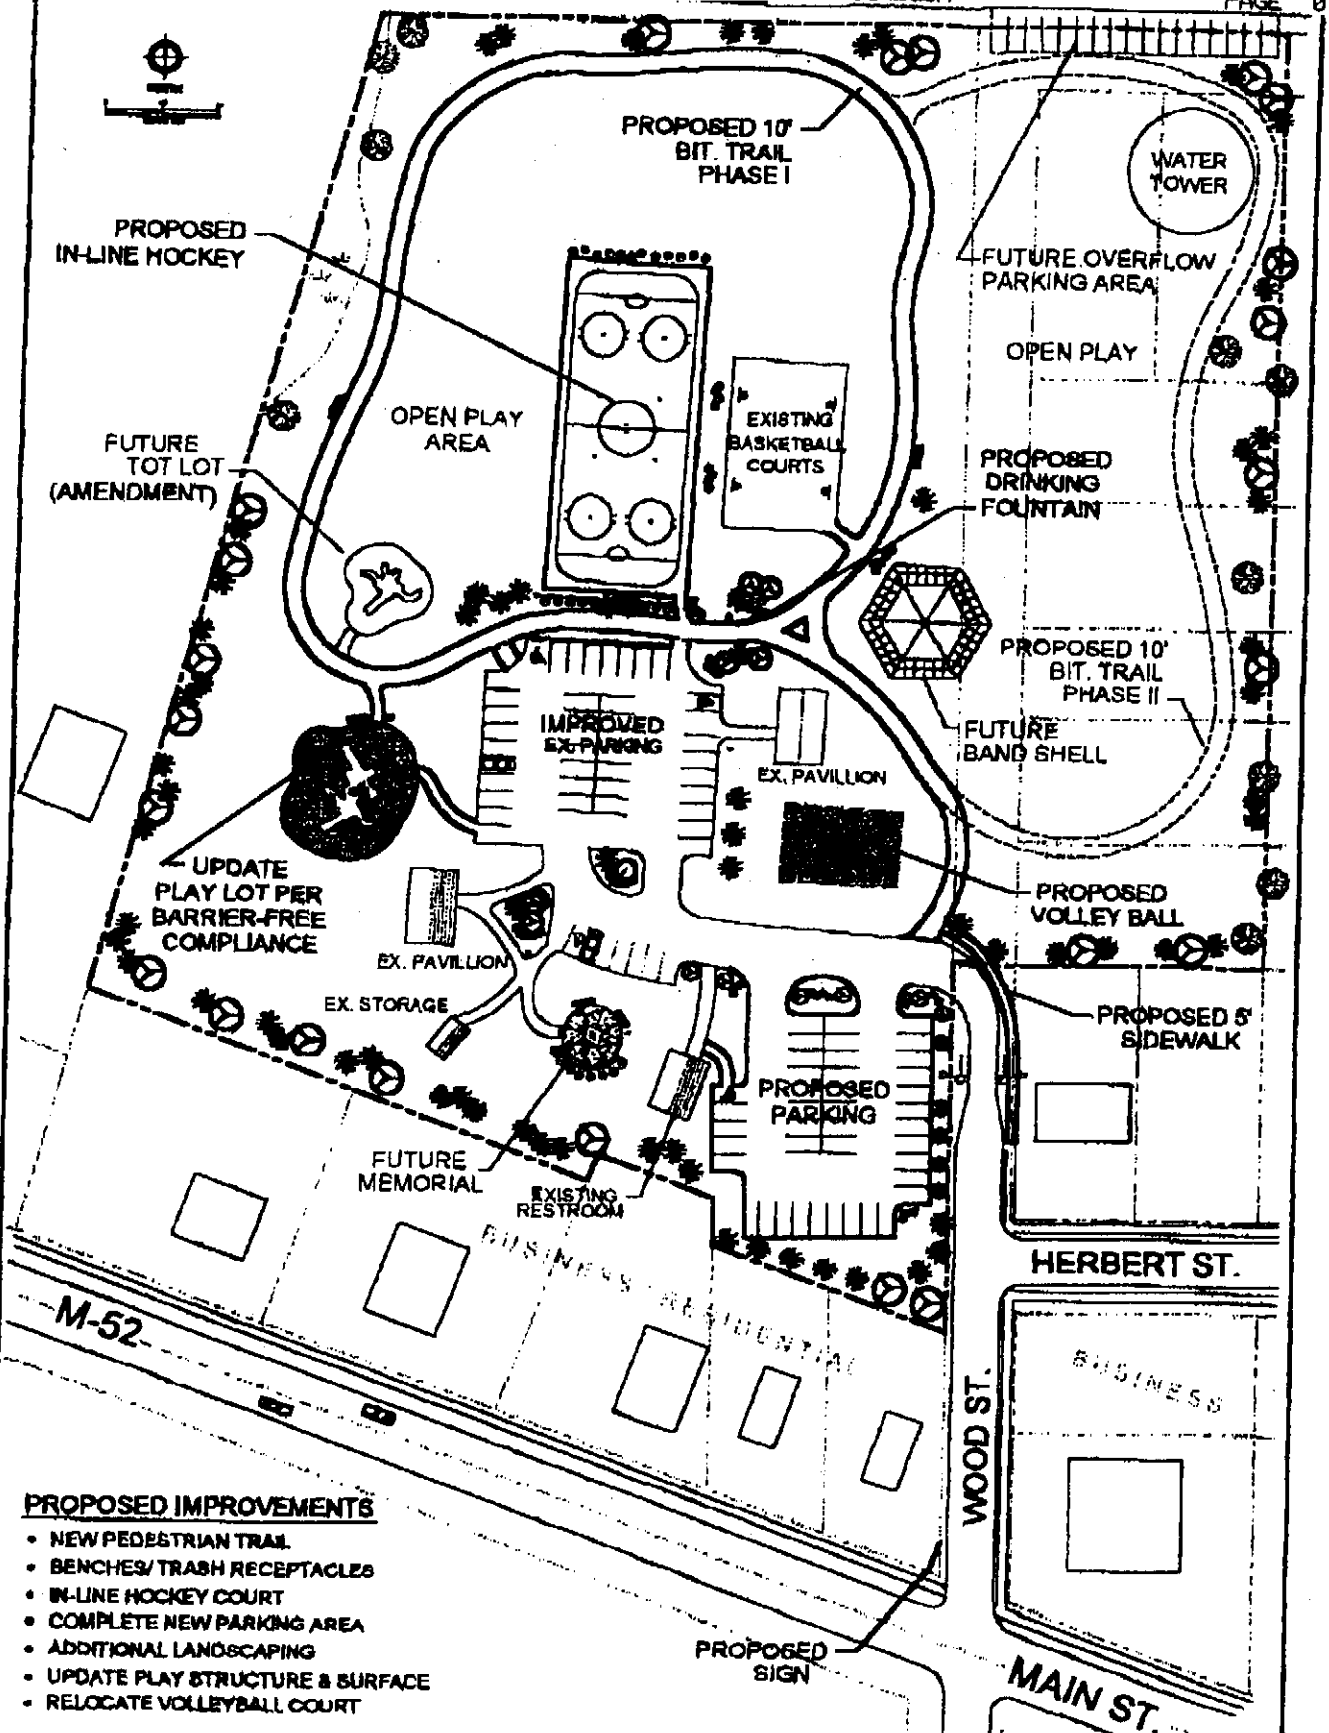 PAGE
PROPOSED 10'
BIT. TRAIL
PHASE I
WATER
TOWER
PROPOSED
IN-LINE HOCKEY
FUTURE OVERFLOW
PARKING AREA
OPEN PLAY
OPEN PLAY
AREA
EXISTING
BASKETBALL
COURTS
FUTURE
TOT LOT
(AMENDMENT)
PROPOSED
DRINKING
FOUNTAIN
PROPOSED 10'
BIT. TRAIL
PHASE II
IMPROVED
EX. PARKING
FUTURE
BAND SHELL
EX. PAVILLION
UPDATE
PLAY LOT PER
BARRIER-FREE
COMPLIANCE
PROPOSED
VOLLEY BALL
EX. PAVILLION
EX. STORAGE
PROPOSED 5'
SIDEWALK
PROPOSED
PARKING
FUTURE
MEMORIAL
EXISTING
RESTROOM
BUSINESS RESIDENTIAL
HERBERT ST.
M-52
BUSINESS
WOOD ST.
PROPOSED IMPROVEMENTS
• NEW PEDESTRIAN TRAIL
• BENCHES/TRASH RECEPTACLES
• IN-LINE HOCKEY COURT
• COMPLETE NEW PARKING AREA
• ADDITIONAL LANDSCAPING
• UPDATE PLAY STRUCTURE & SURFACE
• RELOCATE VOLLEYBALL COURT
PROPOSED
SIGN
MAIN ST.